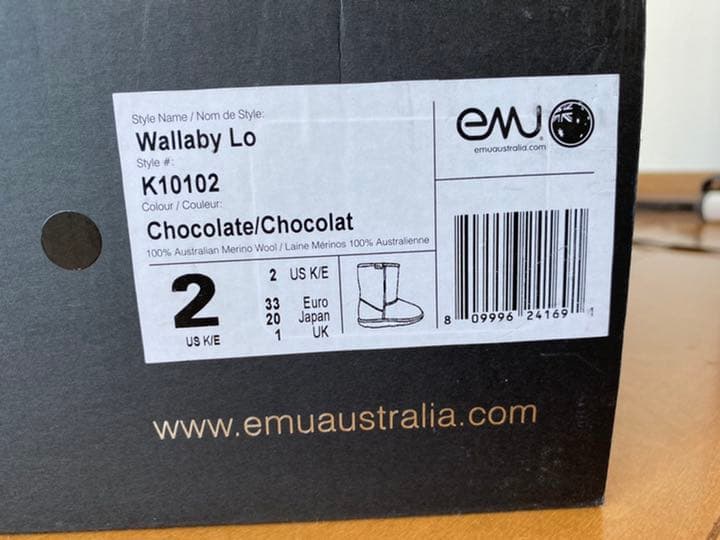 Style Name / Nom de Style:
Wallaby Lo
Style #:
K10102
Colour / Couleur:
Chocolate/Chocolat
100% Australian Merino Wool / Laine Mérinos 100% Australienne
2
US K/E
2 US K/E
33 Euro
20 Japan
1 UK
emu
emuaustralia.com
8 09996 24169 1
www.emuaustralia.com